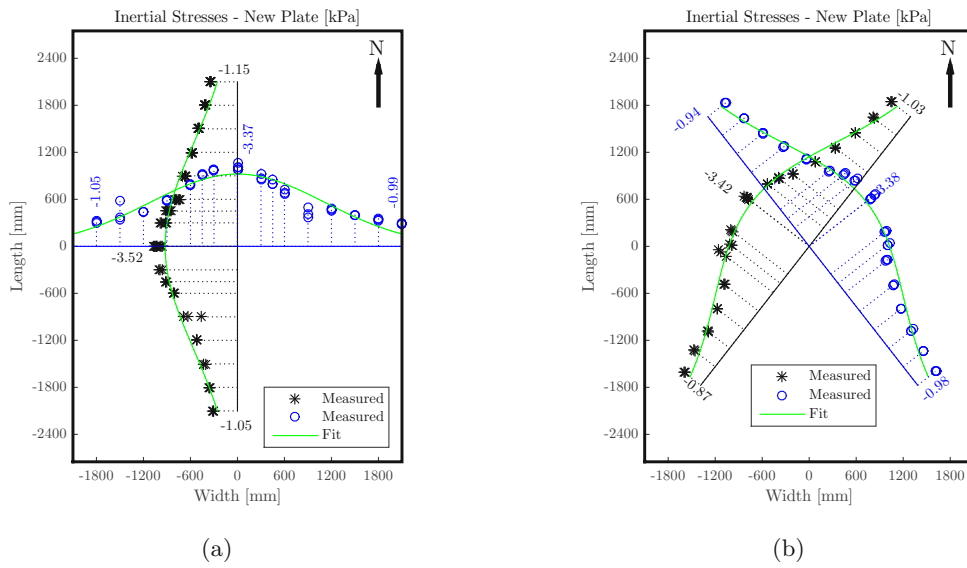 Inertial Stresses - New Plate [kPa]
N
2400
1800
1200
600
0
-600
-1200
-1800
-2400
Length [mm]
-1.15
-3.37
-1.05
-0.99
-3.52
-1.05
Measured
Measured
Fit
-1800 -1200 -600 0 600 1200 1800
Width [mm]
(a)
Inertial Stresses - New Plate [kPa]
N
2400
1800
1200
600
0
-600
-1200
-1800
-2400
Length [mm]
-0.94
-1.03
-3.42
-3.38
-0.87
-0.98
Measured
Measured
Fit
-1800 -1200 -600 0 600 1200 1800
Width [mm]
(b)